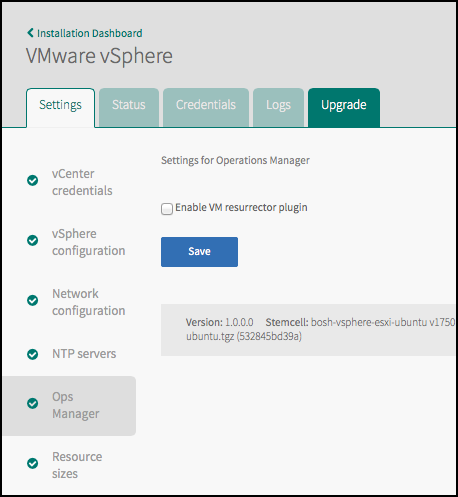 Installation Dashboard
VMware vSphere
Settings Status Credentials Logs Upgrade
vCenter
credentials
vSphere
configuration
Network
configuration
NTP servers
Ops
Manager
Resource
sizes
Settings for Operations Manager
Enable VM resurrector plugin
Save
Version: 1.0.0.0 Stemcell: bosh-vsphere-esxi-ubuntu v1750
ubuntu.tgz (532845bd39a)